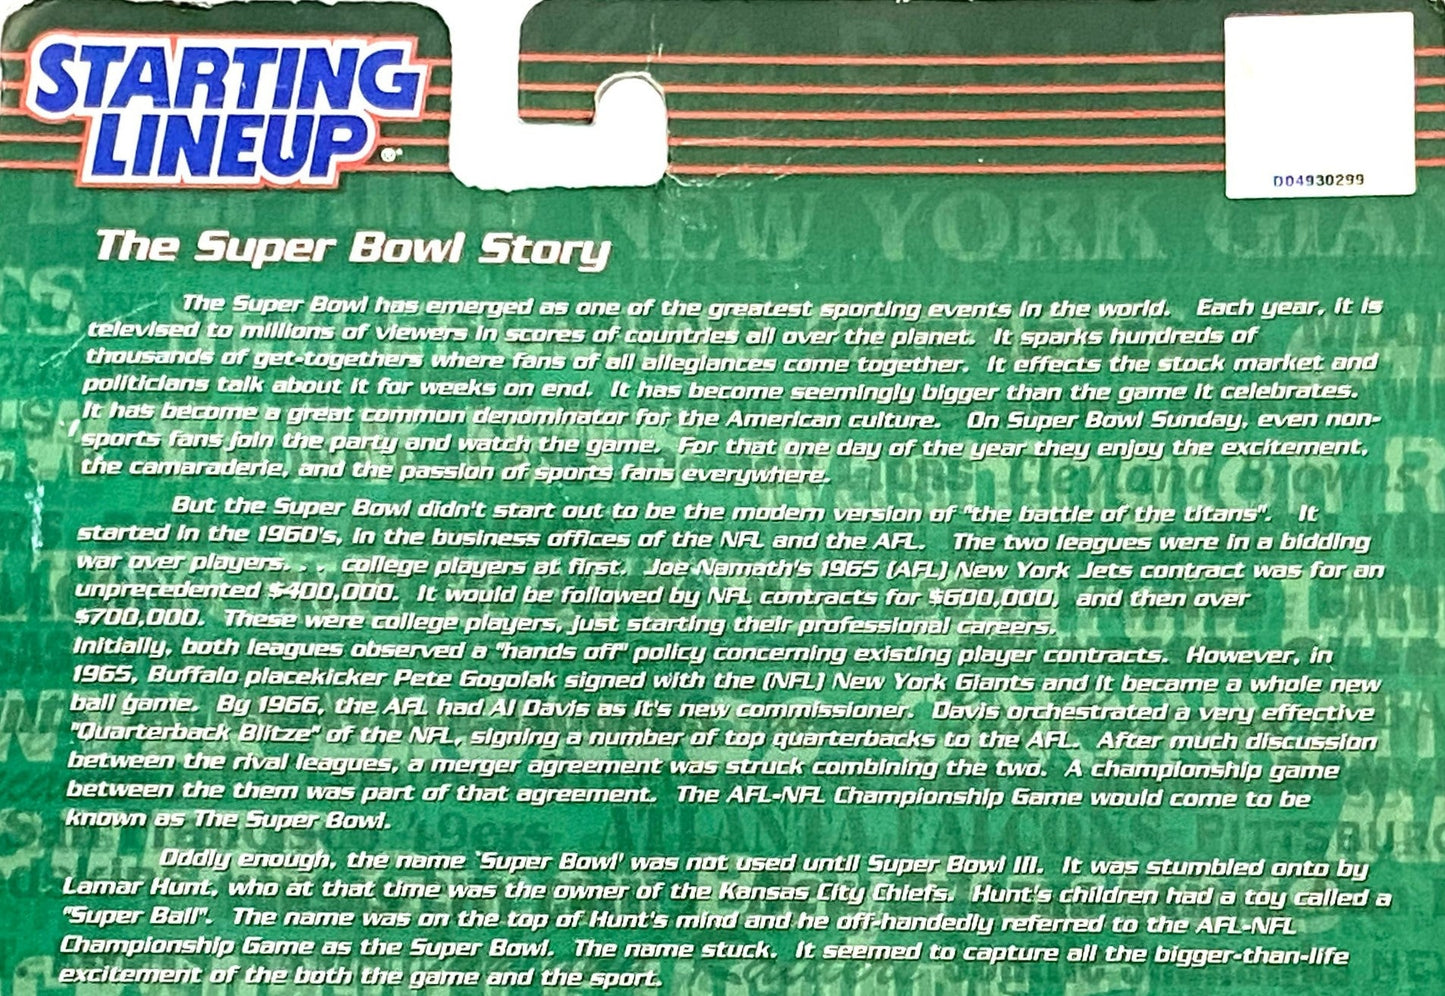 STARTING
LINEUP
®
D04930299
The Super Bowl Story
The Super Bowl has emerged as one of the greatest sporting events in the world. Each year, it is
televised to millions of viewers in scores of countries all over the planet. It sparks hundreds of
thousands of get-togethers where fans of all allegiances come together. It effects the stock market and
politicians talk about it for weeks on end. It has become seemingly bigger than the game it celebrates.
It has become a great common denominator for the American culture. On Super Bowl Sunday, even non-
sports fans join the party and watch the game. For that one day of the year they enjoy the excitement,
the camaraderie, and the passion of sports fans everywhere.
But the Super Bowl didn't start out to be the modern version of "the battle of the titans". It
started in the 1960's, in the business offices of the NFL and the AFL. The two leagues were in a bidding
war over players. . . college players at first. Joe Namath's 1965 (AFL) New York Jets contract was for an
unprecedented $400,000. It would be followed by NFL contracts for $600,000, and then over
$700,000. These were college players, just starting their professional careers.
Initially, both leagues observed a "hands off" policy concerning existing player contracts. However, in
1965, Buffalo placekicker Pete Gogolak signed with the (NFL) New York Giants and it became a whole new
ball game. By 1966, the AFL had Al Davis as it's new commissioner. Davis orchestrated a very effective
"Quarterback Blitze" of the NFL, signing a number of top quarterbacks to the AFL. After much discussion
between the rival leagues, a merger agreement was struck combining the two. A championship game
between the them was part of that agreement. The AFL-NFL Championship Game would come to be
known as The Super Bowl.
Oddly enough, the name 'Super Bowl' was not used until Super Bowl III. It was stumbled onto by
Lamar Hunt, who at that time was the owner of the Kansas City Chiefs. Hunt's children had a toy called a
"Super Ball". The name was on the top of Hunt's mind and he off-handedly referred to the AFL-NFL
Championship Game as the Super Bowl. The name stuck. It seemed to capture all the bigger-than-life
excitement of the both the game and the sport.